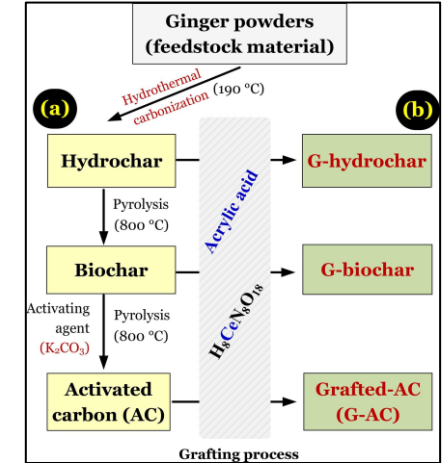 Ginger powders
(feedstock material)
Hydrothermal
carbonization
(190 °C)
(a)
(b)
Hydrochar
G-hydrochar
Pyrolysis
(800 °C)
Acrylic acid
Biochar
G-biochar
Activating
agent
(K₂CO₃)
Pyrolysis
(800 °C)
H₈CeN₈O₁₈
Activated
carbon (AC)
Grafted-AC
(G-AC)
Grafting process